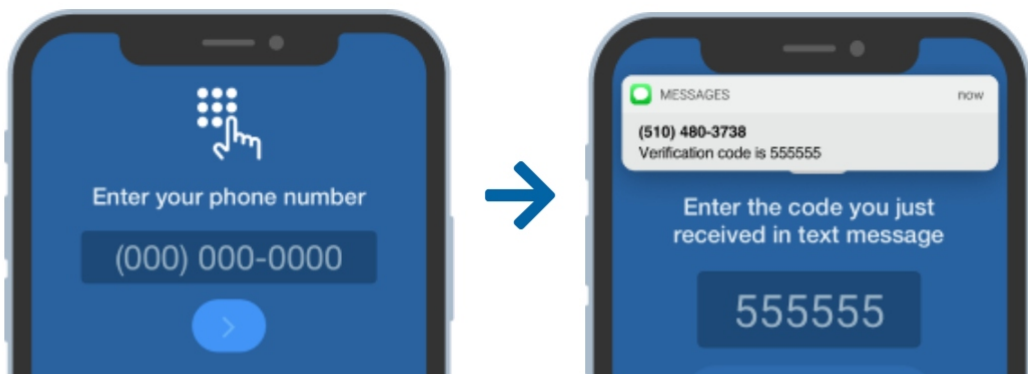 Enter your phone number
(000) 000-0000
MESSAGES now
(510) 480-3738
Verification code is 555555
Enter the code you just
received in text message
555555